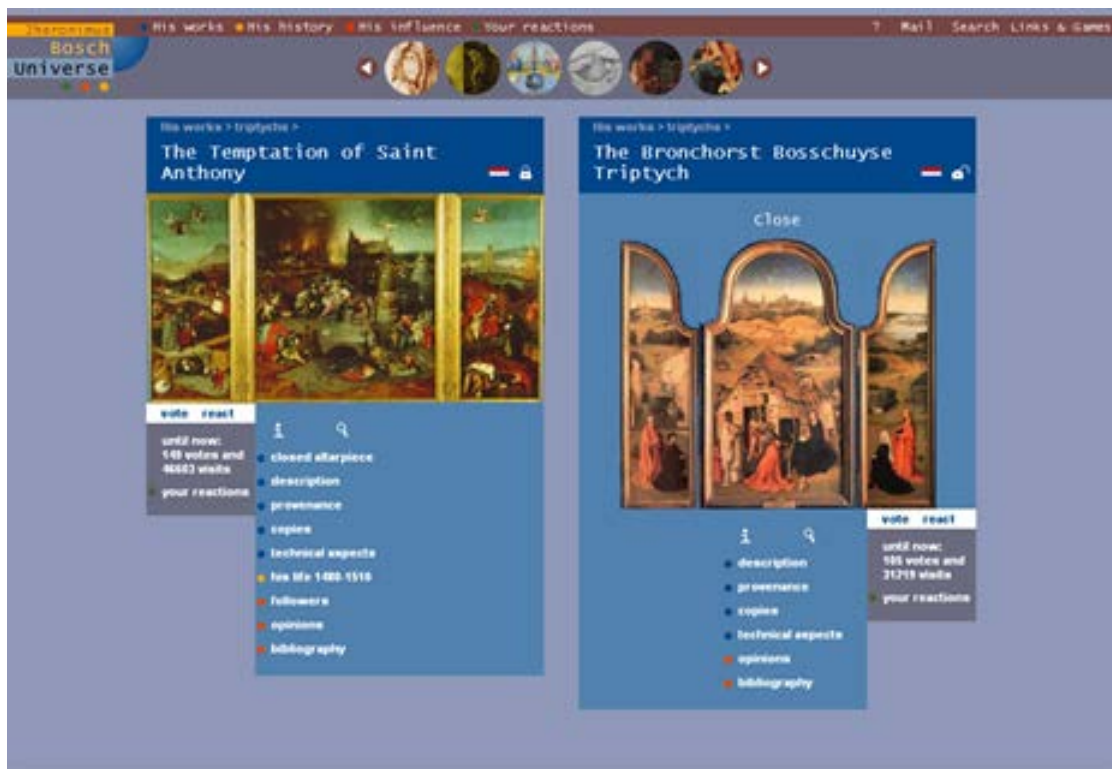 Jheronimus
Bosch
Universe
His works His history His influence Your reactions
? Mail Search Links & Games
His works > triptychs >
The Temptation of Saint
Anthony
vote react
until now:
149 votes and
46603 visits
your reactions
closed altarpiece
description
provenance
copies
technical aspects
his life 1480-1510
followers
opinions
bibliography
His works > triptychs >
The Bronchorst Bosschuyse
Triptych
Close
description
provenance
copies
technical aspects
opinions
bibliography
vote react
until now:
105 votes and
31219 visits
your reactions